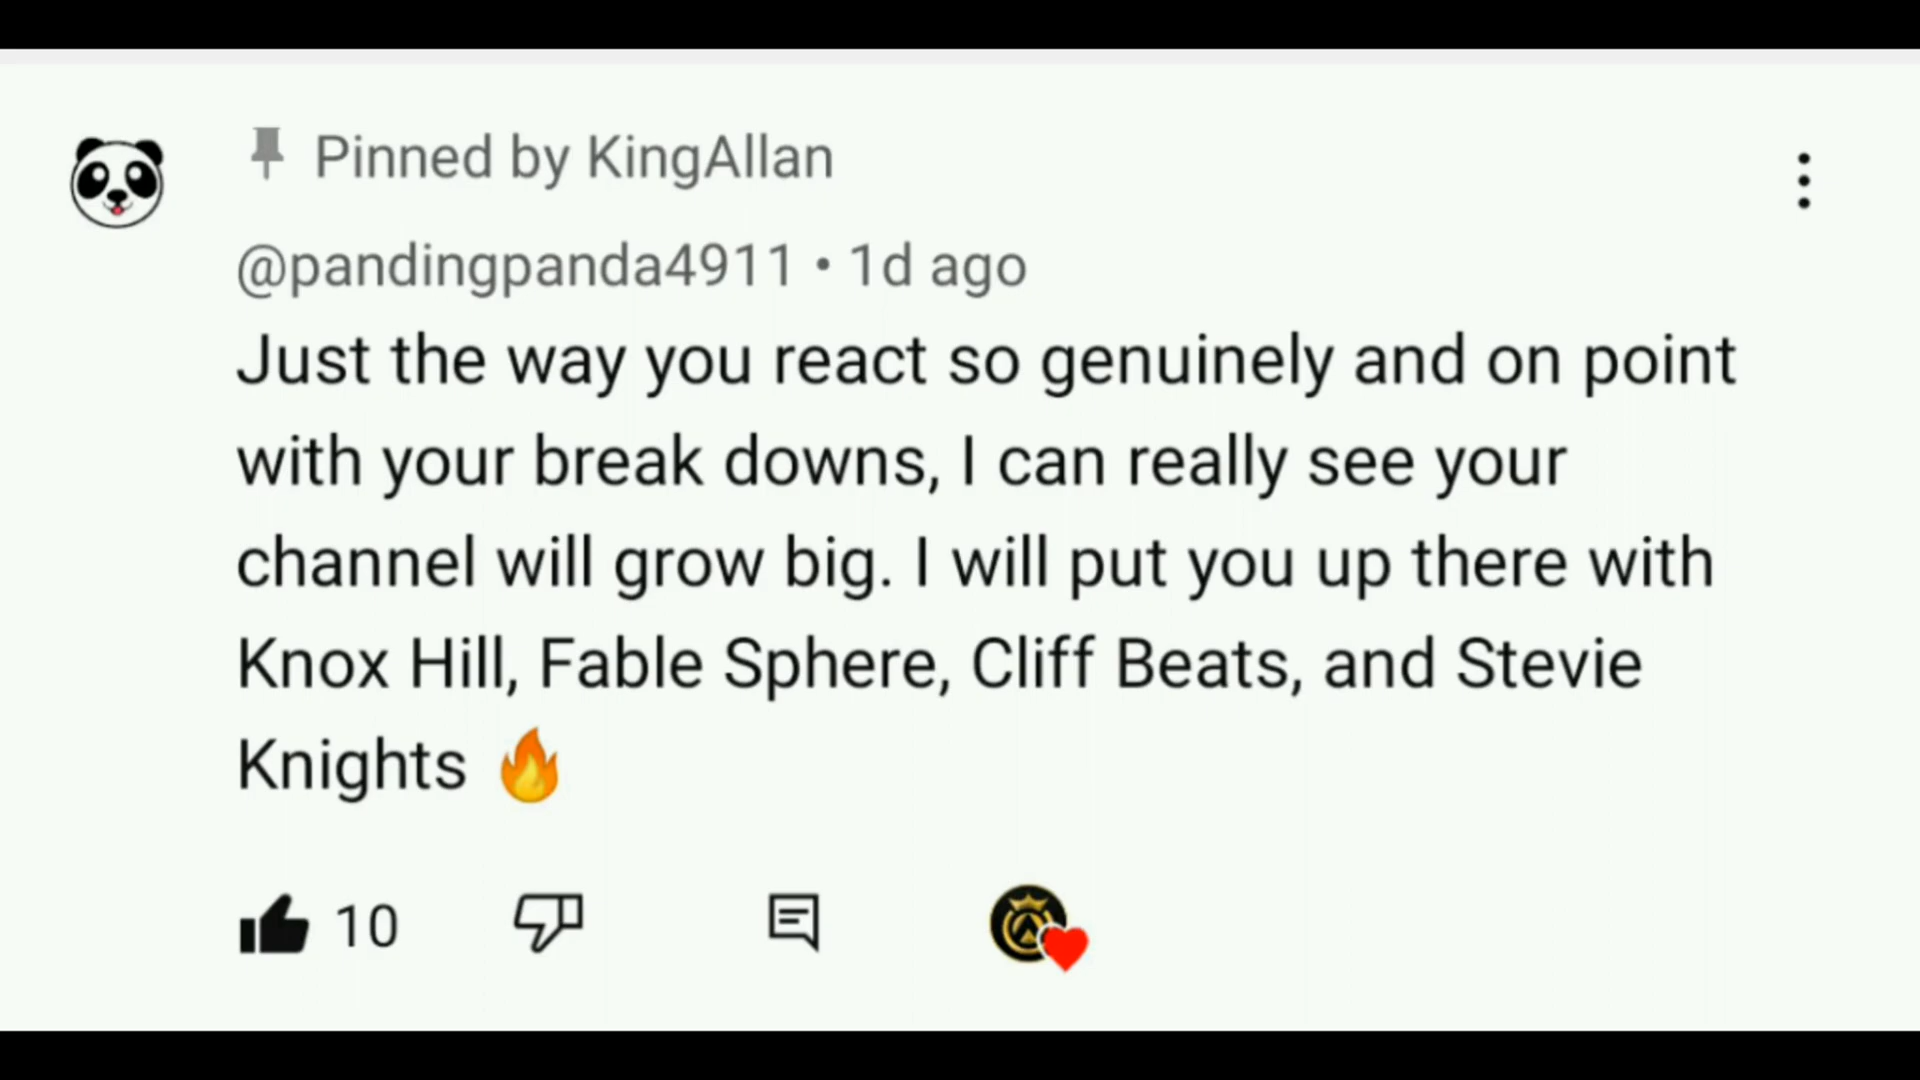 Pinned by KingAllan
@pandingpanda4911 • 1d ago
Just the way you react so genuinely and on point
with your break downs, I can really see your
channel will grow big. I will put you up there with
Knox Hill, Fable Sphere, Cliff Beats, and Stevie
Knights 🔥
10